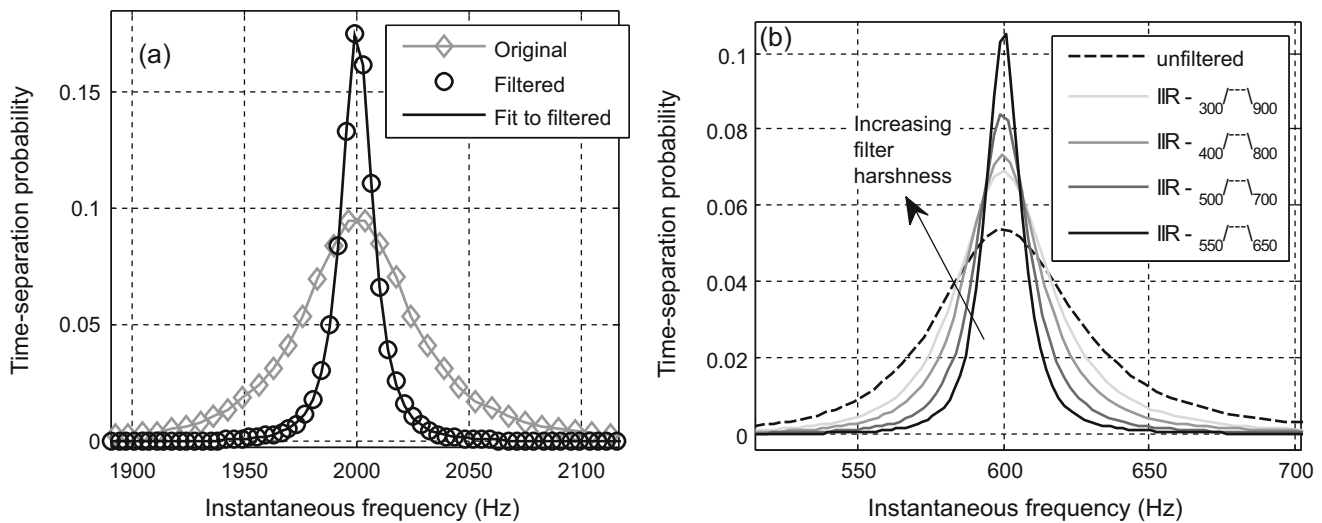 (a)
Original
Filtered
Fit to filtered
0.15
0.1
0.05
0
1900
1950
2000
2050
2100
Time-separation probability
Instantaneous frequency (Hz)
(b)
unfiltered
IIR - 300/---\900
IIR - 400/---\800
IIR - 500/---\700
IIR - 550/---\650
Increasing
filter
harshness
0.1
0.08
0.06
0.04
0.02
0
550
600
650
700
Time-separation probability
Instantaneous frequency (Hz)